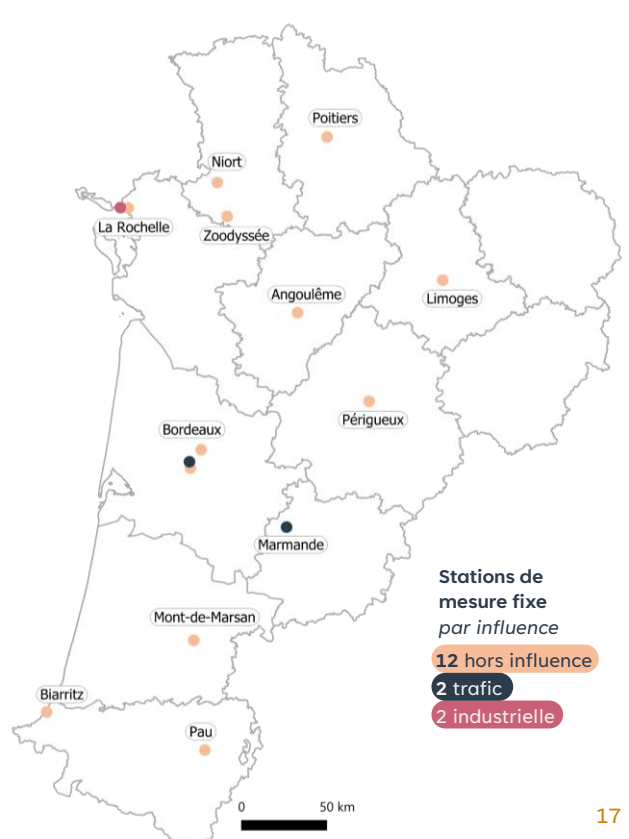 Poitiers
Niort
La Rochelle
Zoodyssée
Angoulême
Limoges
Périgueux
Bordeaux
Marmande
Stations de
mesure fixe
par influence
12 hors influence
2 trafic
2 industrielle
Mont-de-Marsan
Biarritz
Pau
0 50 km
17